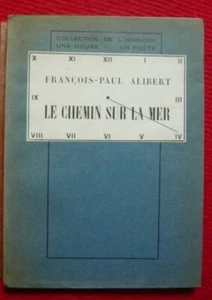 COLLECTION DE L'HORLOGE
UNE HEURE UN POETE
X XI XII I II
FRANÇOIS-PAUL ALIBERT
IX III
LE CHEMIN SUR LA MER
VIII VII VI V IV